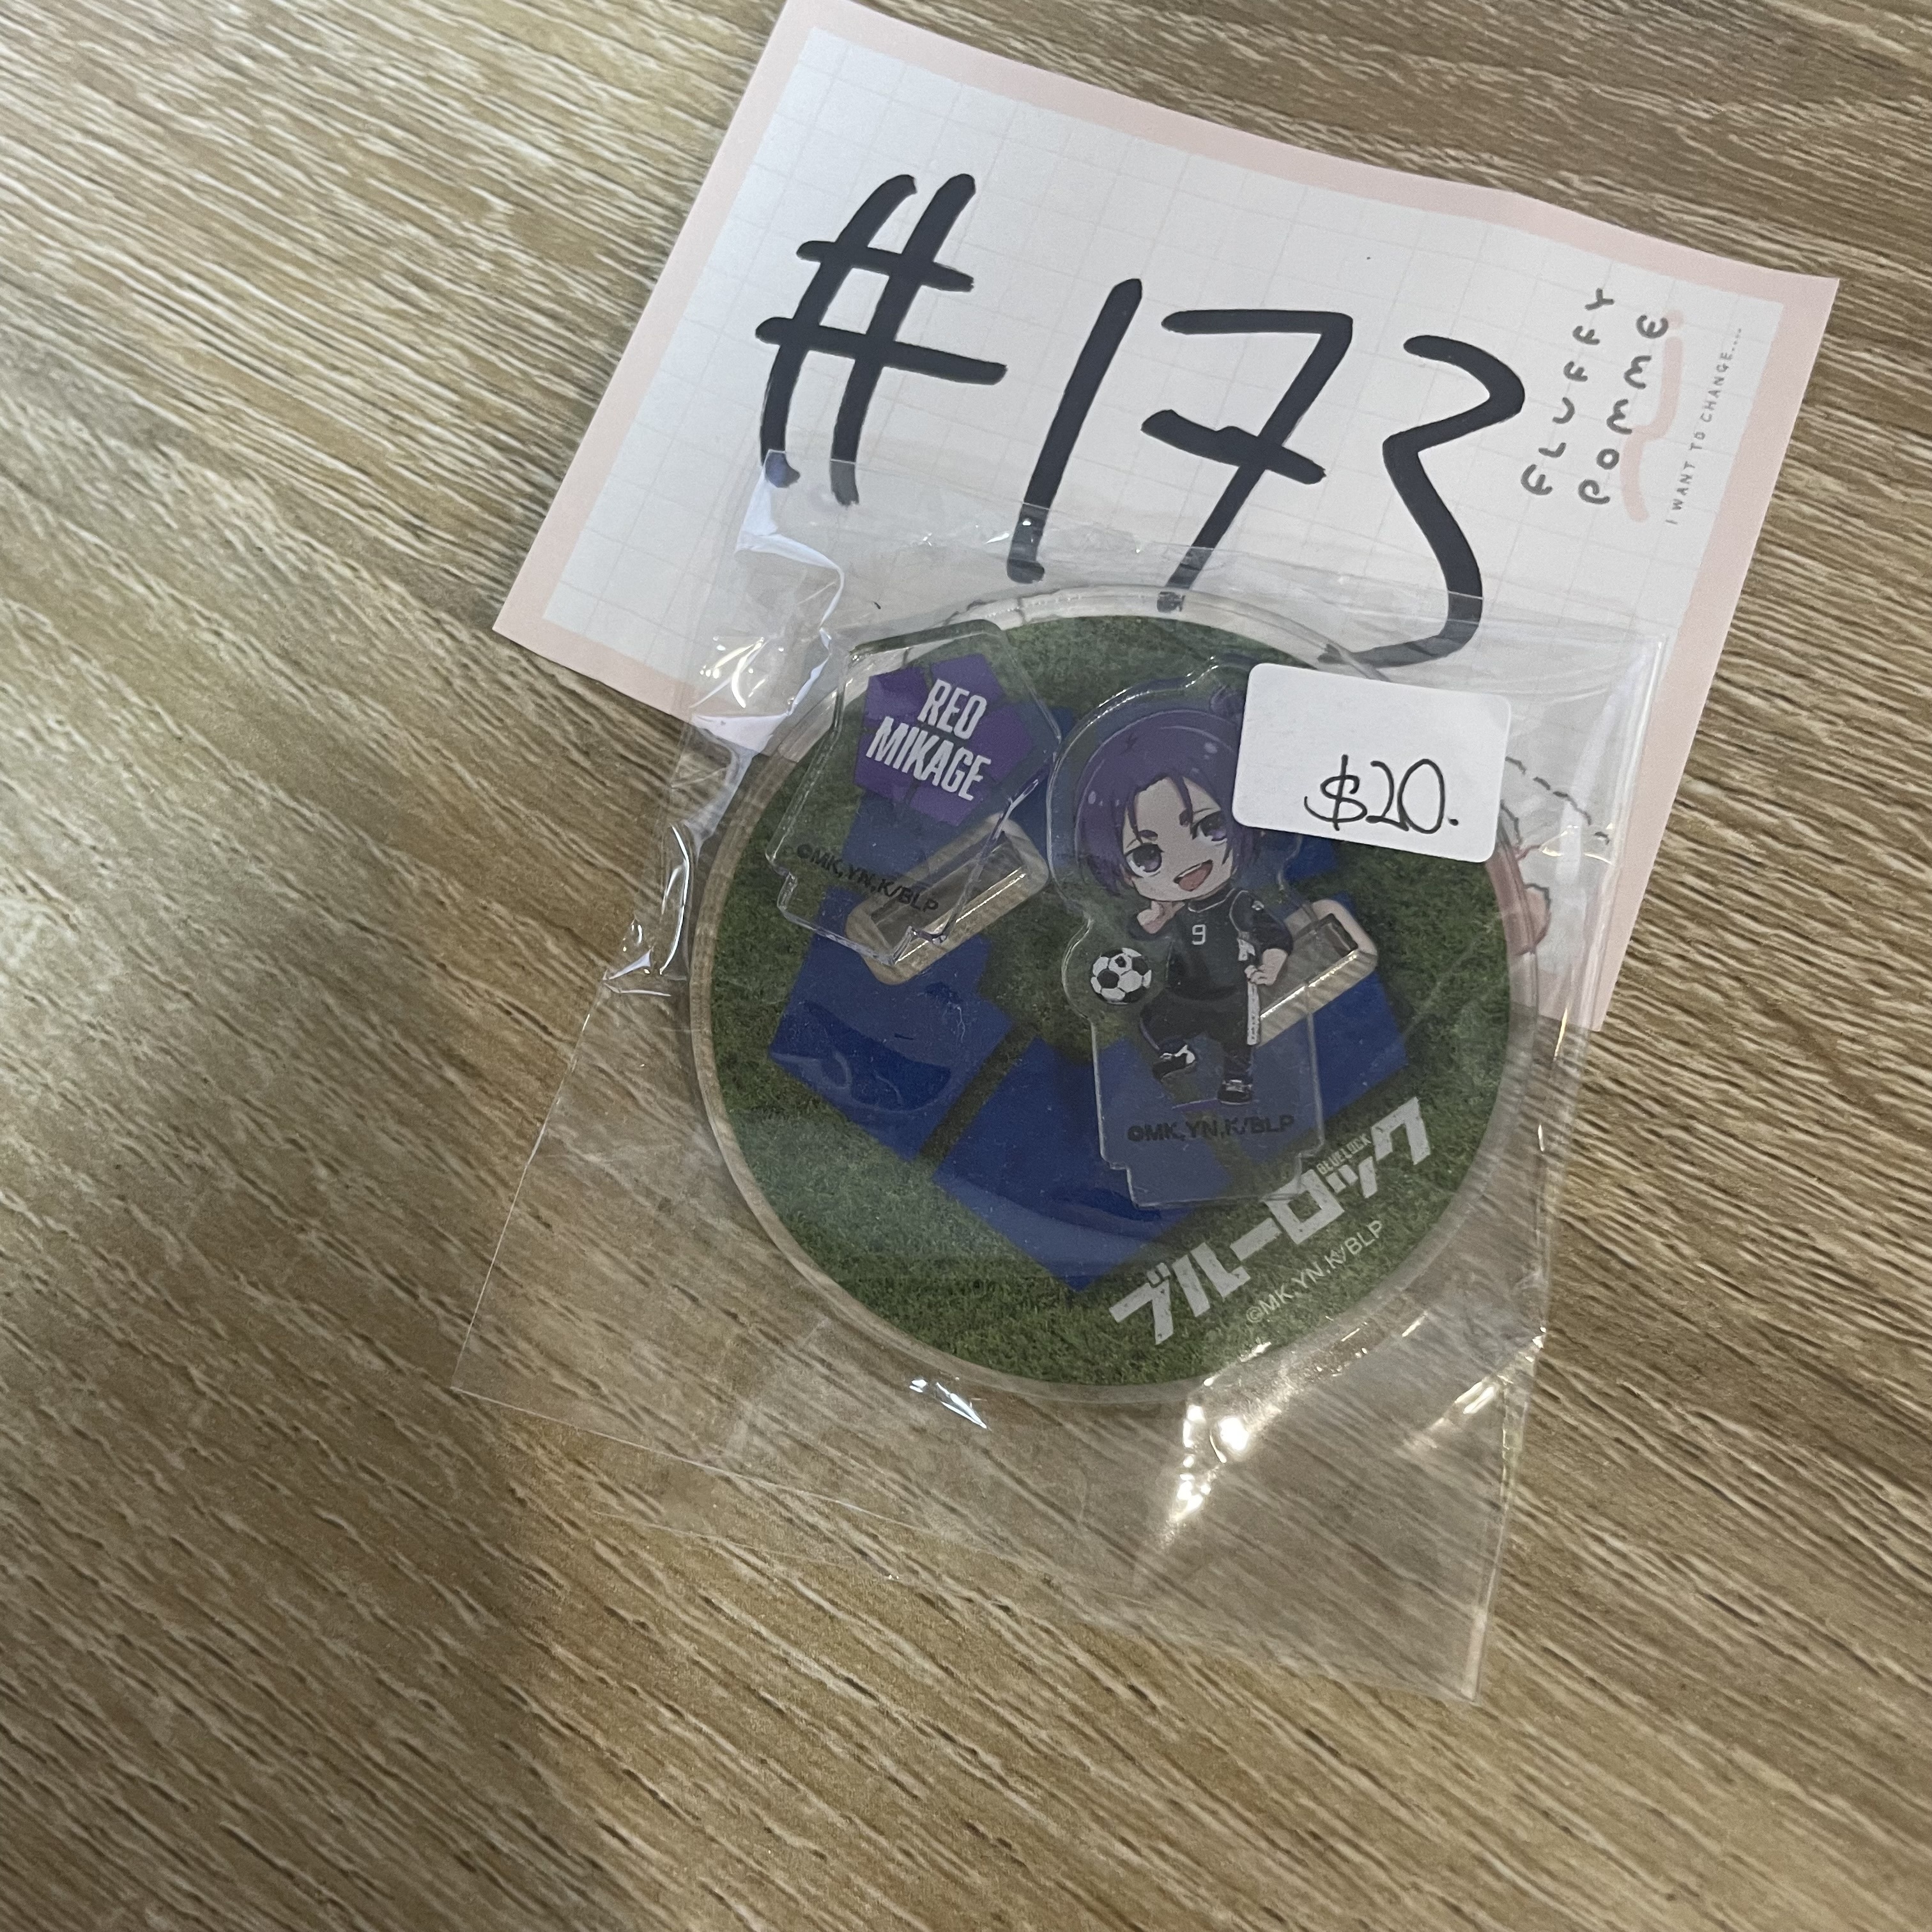 #173
FLUFFY
POMME
I WANT TO CHANGE....
REO
MIKAGE
©MK,YN,K/BLP
$20.
9
©MK,YN,K/BLP
BLUE LOCK
ブルーロック
©MK,YN,K/BLP